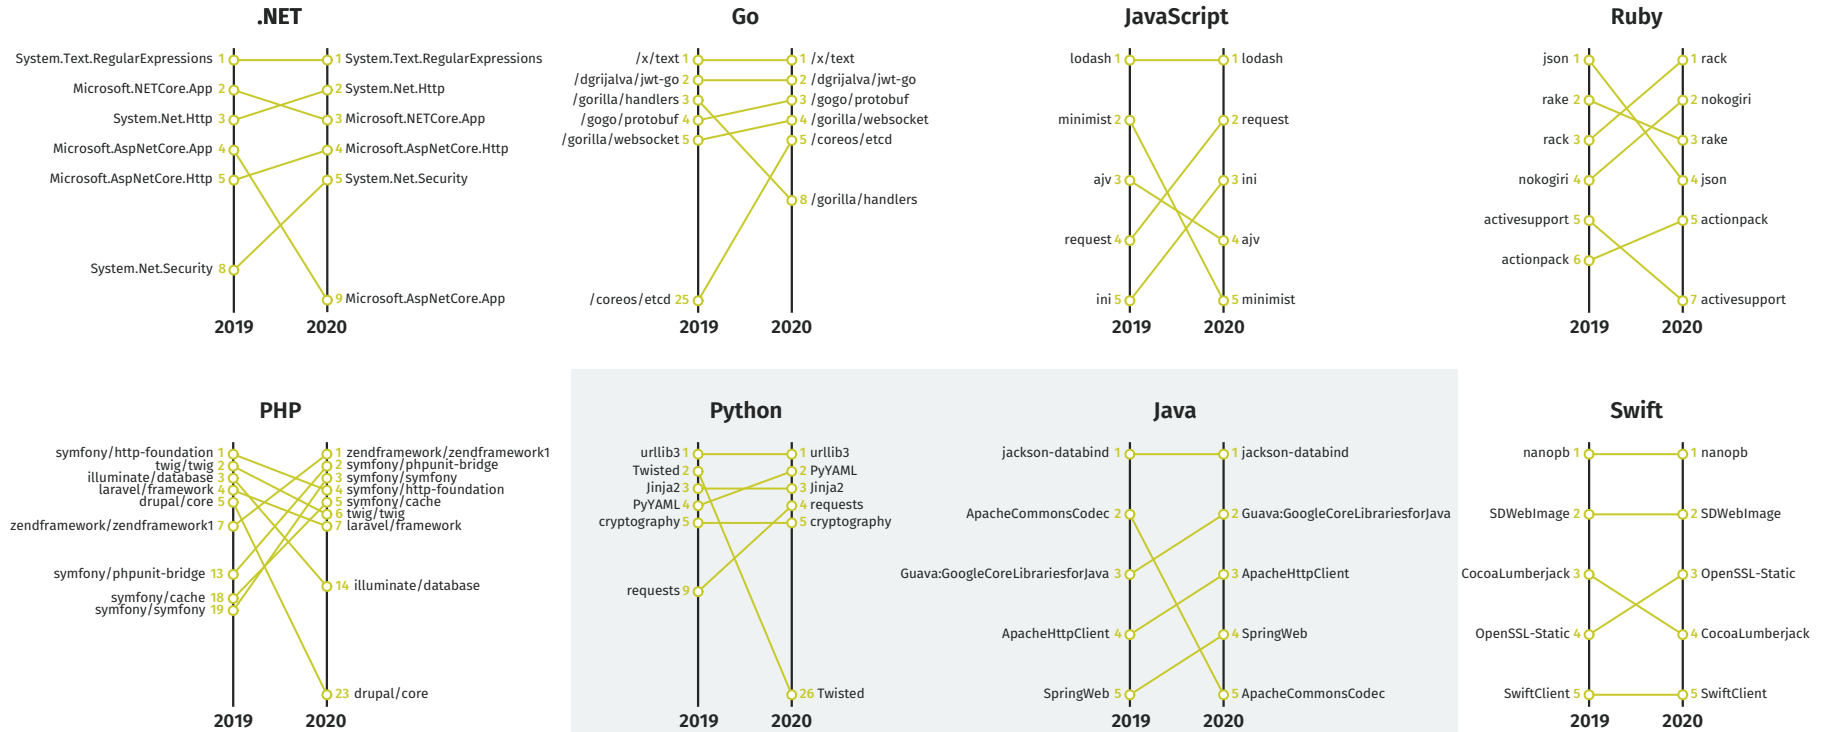 .NET
System.Text.RegularExpressions 1 1 System.Text.RegularExpressions
Microsoft.NETCore.App 2 2 System.Net.Http
System.Net.Http 3 3 Microsoft.NETCore.App
Microsoft.AspNetCore.App 4 4 Microsoft.AspNetCore.Http
Microsoft.AspNetCore.Http 5 5 System.Net.Security
System.Net.Security 8
9 Microsoft.AspNetCore.App
2019 2020
Go
/x/text 1 1 /x/text
/dgrijalva/jwt-go 2 2 /dgrijalva/jwt-go
/gorilla/handlers 3 3 /gogo/protobuf
/gogo/protobuf 4 4 /gorilla/websocket
/gorilla/websocket 5 5 /coreos/etcd
8 /gorilla/handlers
/coreos/etcd 25
2019 2020
JavaScript
lodash 1 1 lodash
minimist 2 2 request
ajv 3 3 ini
request 4 4 ajv
ini 5 5 minimist
2019 2020
Ruby
json 1 1 rack
rake 2 2 nokogiri
rack 3 3 rake
nokogiri 4 4 json
activesupport 5 5 actionpack
actionpack 6
7 activesupport
2019 2020
PHP
symfony/http-foundation 1 1 zendframework/zendframework1
twig/twig 2 2 symfony/phpunit-bridge
illuminate/database 3 3 symfony/symfony
laravel/framework 4 4 symfony/http-foundation
drupal/core 5 5 symfony/cache
6 twig/twig
zendframework/zendframework1 7 7 laravel/framework
symfony/phpunit-bridge 13
14 illuminate/database
symfony/cache 18
symfony/symfony 19
23 drupal/core
2019 2020
Python
urllib3 1 1 urllib3
Twisted 2 2 PyYAML
Jinja2 3 3 Jinja2
PyYAML 4 4 requests
cryptography 5 5 cryptography
requests 9
26 Twisted
2019 2020
Java
jackson-databind 1 1 jackson-databind
ApacheCommonsCodec 2 2 Guava:GoogleCoreLibrariesforJava
Guava:GoogleCoreLibrariesforJava 3 3 ApacheHttpClient
ApacheHttpClient 4 4 SpringWeb
SpringWeb 5 5 ApacheCommonsCodec
2019 2020
Swift
nanopb 1 1 nanopb
SDWebImage 2 2 SDWebImage
CocoaLumberjack 3 3 OpenSSL-Static
OpenSSL-Static 4 4 CocoaLumberjack
SwiftClient 5 5 SwiftClient
2019 2020